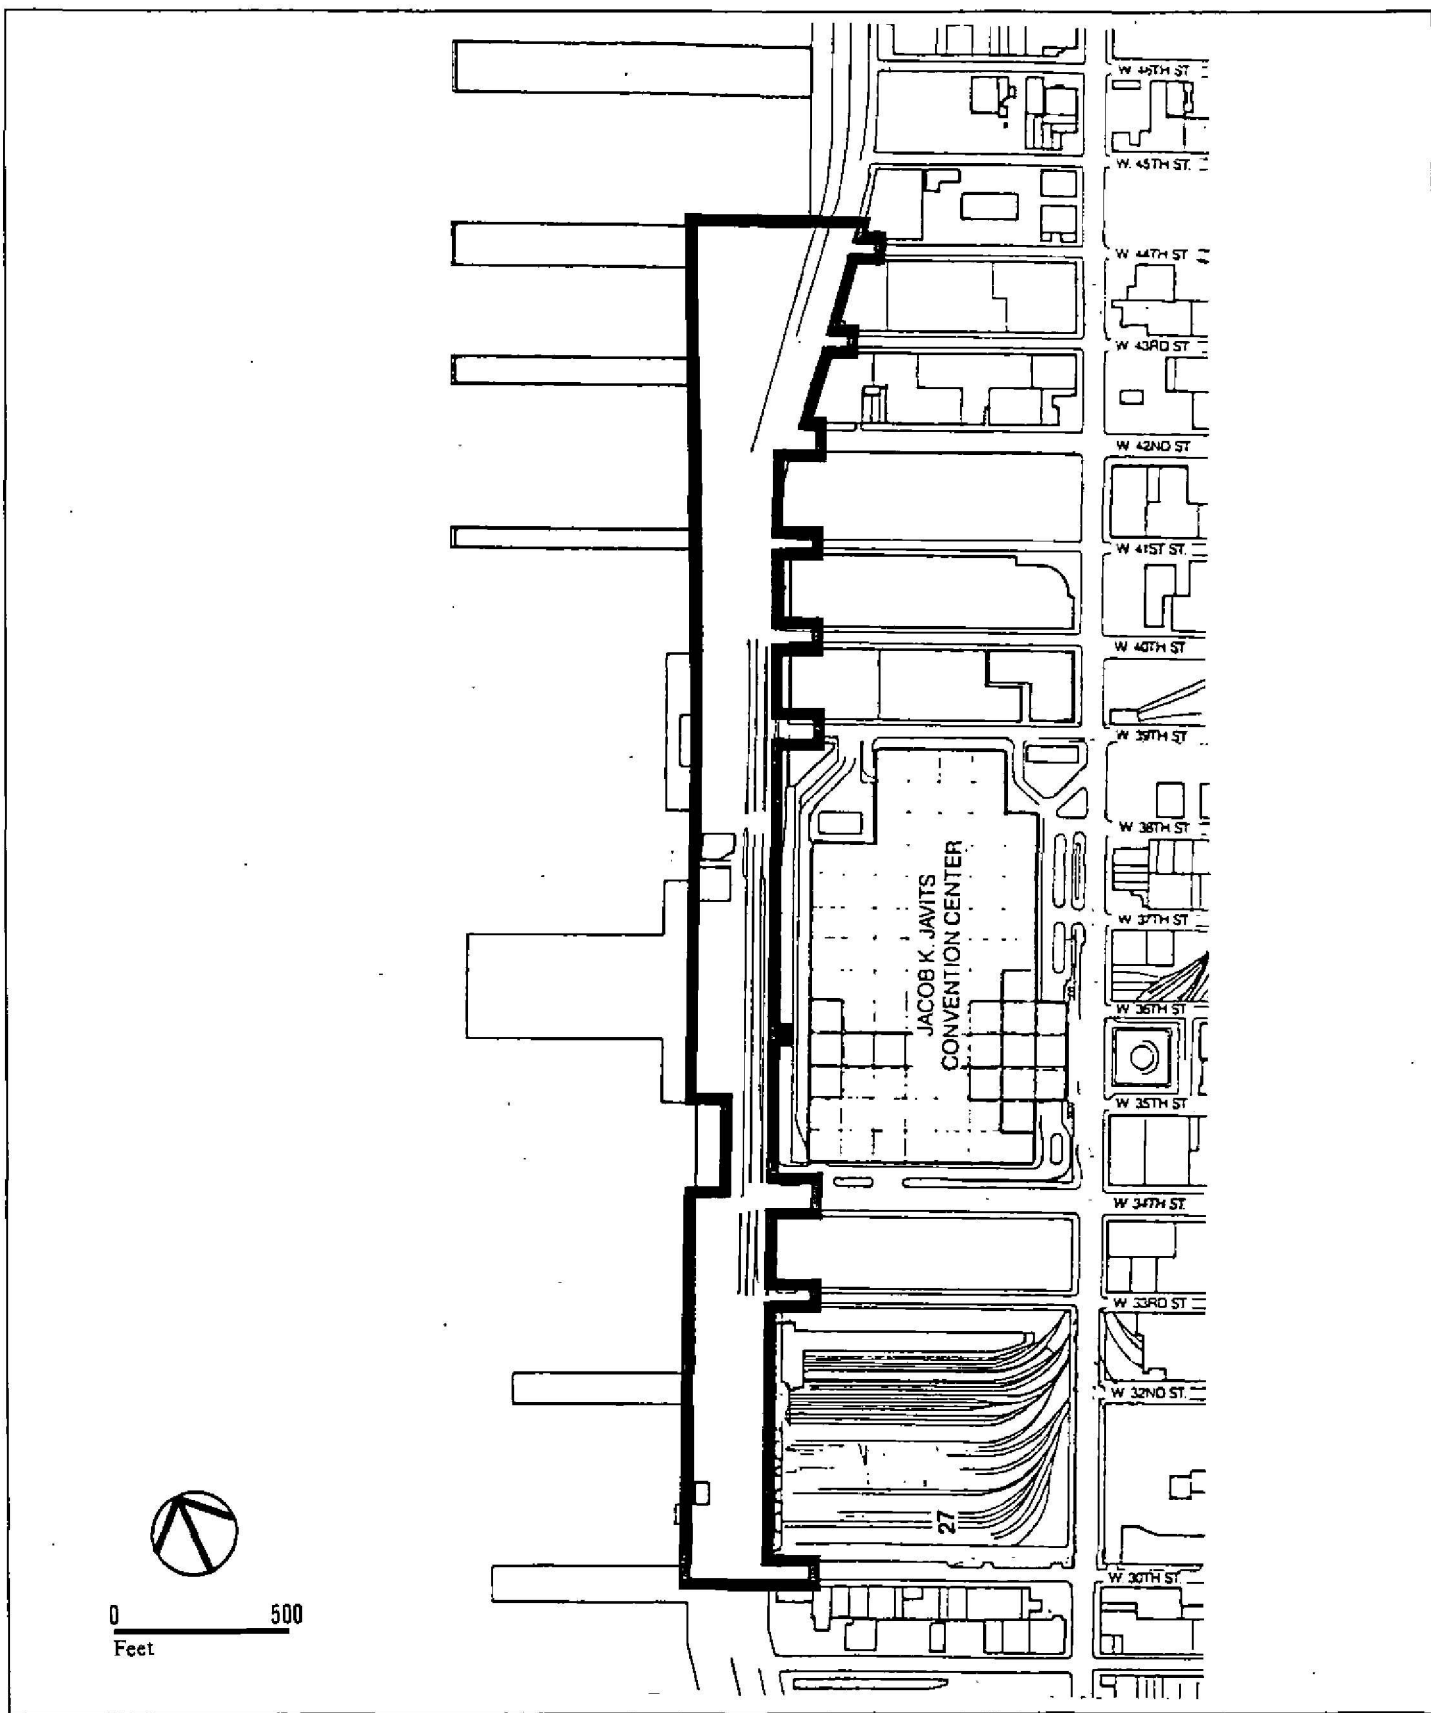 W 46TH ST
W. 45TH ST.
W 44TH ST
W 43RD ST
W 42ND ST
W 41ST ST.
W 40TH ST
W 39TH ST
W 38TH ST
W 37TH ST
W 36TH ST
W 35TH ST
W 34TH ST.
W 33RD ST
W 32ND ST.
W 30TH ST.
JACOB K. JAVITS
CONVENTION CENTER
27
0 500
Feet